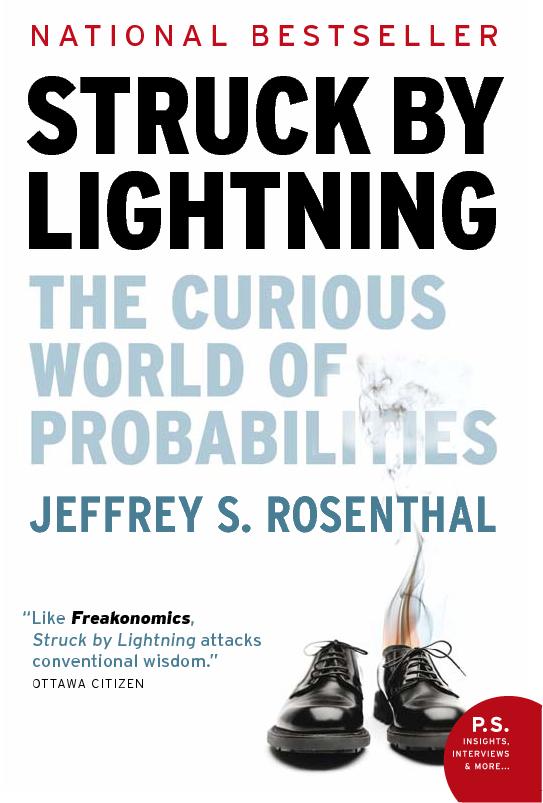 NATIONAL BESTSELLER
STRUCK BY
LIGHTNING
THE CURIOUS
WORLD OF
PROBABILITIES
JEFFREY S. ROSENTHAL
“Like Freakonomics,
Struck by Lightning attacks
conventional wisdom.”
OTTAWA CITIZEN
P.S.
INSIGHTS,
INTERVIEWS
& MORE...